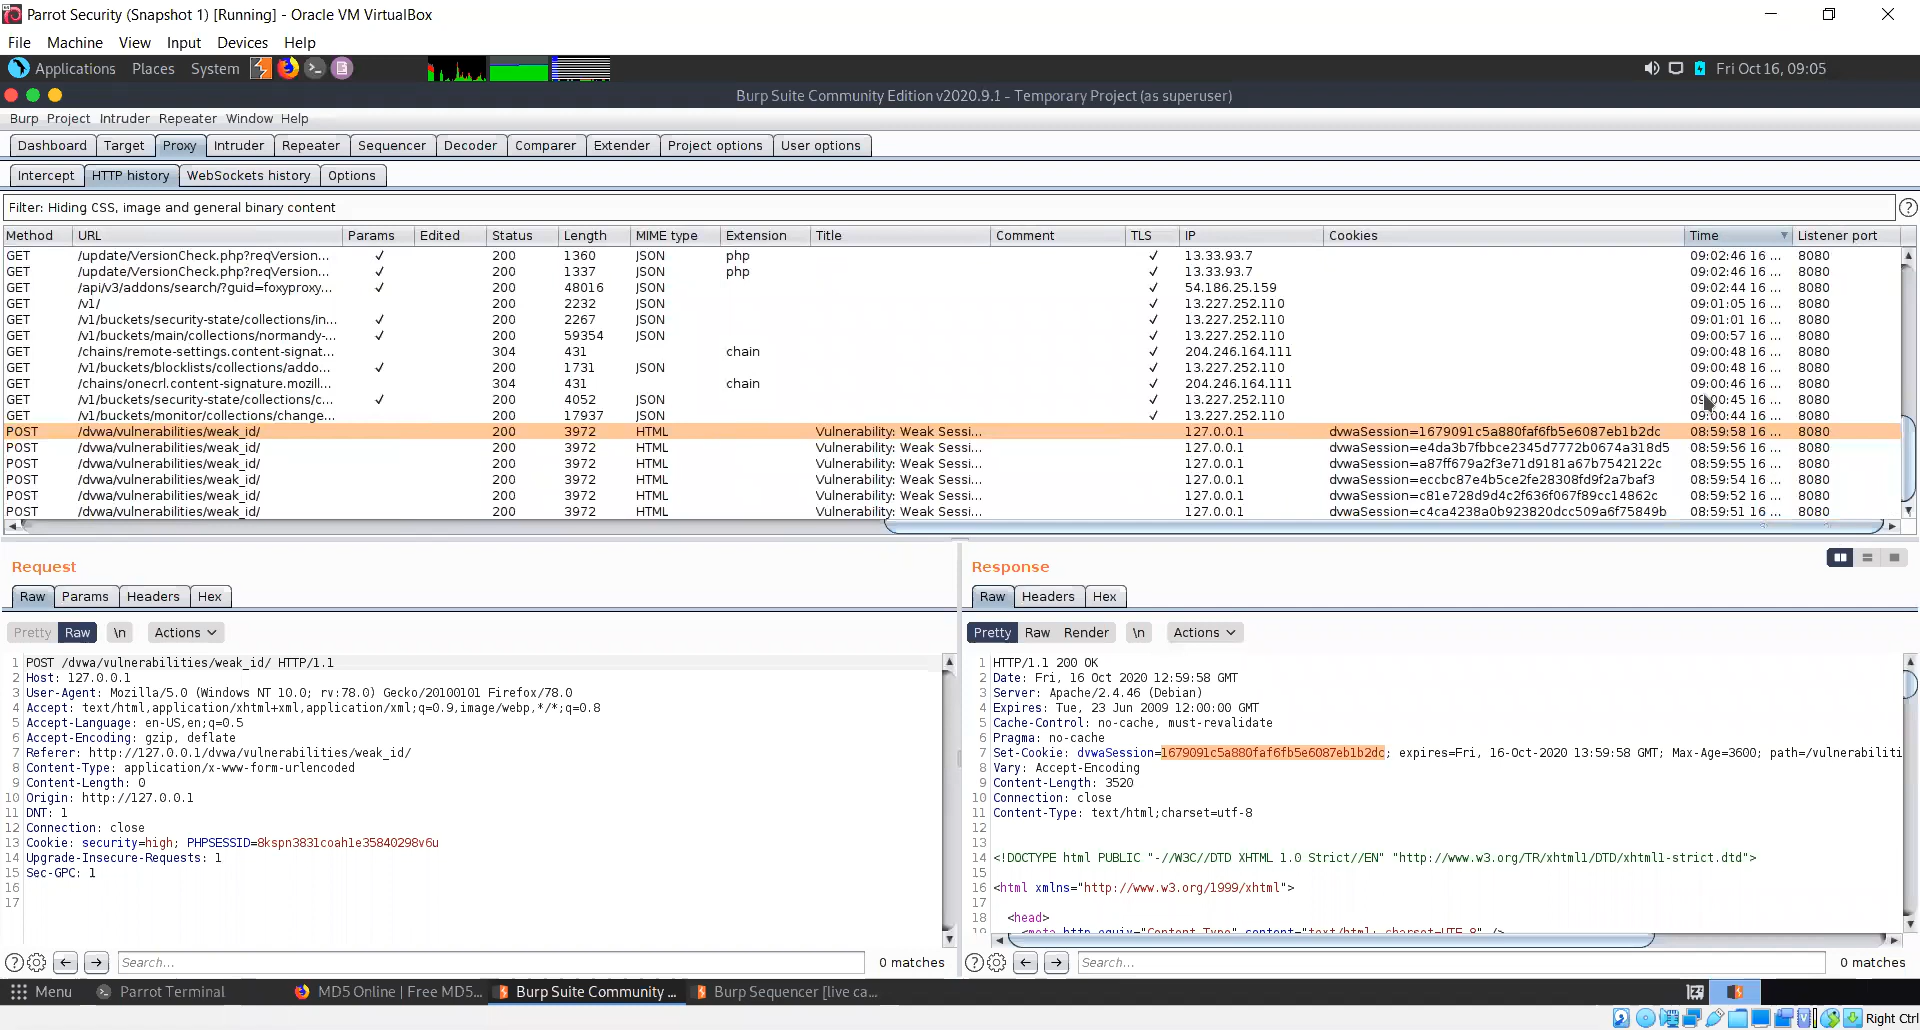 Parrot Security (Snapshot 1) [Running] - Oracle VM VirtualBox
File Machine View Input Devices Help
Applications Places System Fri Oct 16, 09:05
Burp Suite Community Edition v2020.9.1 - Temporary Project (as superuser)
Burp Project Intruder Repeater Window Help
Dashboard Target Proxy Intruder Repeater Sequencer Decoder Comparer Extender Project options User options
Intercept HTTP history WebSockets history Options
Filter: Hiding CSS, image and general binary content ?
Method URL Params Edited Status Length MIME type Extension Title Comment TLS IP Cookies Time Listener port
GET /update/VersionCheck.php?reqVersion... ✓ 200 1360 JSON php ✓ 13.33.93.7 09:02:46 16 ... 8080
GET /update/VersionCheck.php?reqVersion... ✓ 200 1337 JSON php ✓ 13.33.93.7 09:02:46 16 ... 8080
GET /api/v3/addons/search/?guid=foxyproxy... ✓ 200 48016 JSON ✓ 54.186.25.159 09:02:44 16 ... 8080
GET /v1/ 200 2232 JSON ✓ 13.227.252.110 09:01:05 16 ... 8080
GET /v1/buckets/security-state/collections/in... ✓ 200 2267 JSON ✓ 13.227.252.110 09:01:01 16 ... 8080
GET /v1/buckets/main/collections/normandy-... ✓ 200 59354 JSON ✓ 13.227.252.110 09:00:57 16 ... 8080
GET /chains/remote-settings.content-signat... 304 431 chain ✓ 204.246.164.111 09:00:48 16 ... 8080
GET /v1/buckets/blocklists/collections/addo... ✓ 200 1731 JSON ✓ 13.227.252.110 09:00:48 16 ... 8080
GET /chains/onecrl.content-signature.mozill... 304 431 chain ✓ 204.246.164.111 09:00:46 16 ... 8080
GET /v1/buckets/security-state/collections/c... ✓ 200 4052 JSON ✓ 13.227.252.110 09:00:45 16 ... 8080
GET /v1/buckets/monitor/collections/change... 200 17937 JSON ✓ 13.227.252.110 09:00:44 16 ... 8080
POST /dvwa/vulnerabilities/weak_id/ 200 3972 HTML Vulnerability: Weak Sessi... 127.0.0.1 dvwaSession=1679091c5a880faf6fb5e6087eb1b2dc 08:59:58 16 ... 8080
POST /dvwa/vulnerabilities/weak_id/ 200 3972 HTML Vulnerability: Weak Sessi... 127.0.0.1 dvwaSession=e4da3b7fbbce2345d7772b0674a318d5 08:59:56 16 ... 8080
POST /dvwa/vulnerabilities/weak_id/ 200 3972 HTML Vulnerability: Weak Sessi... 127.0.0.1 dvwaSession=a87ff679a2f3e71d9181a67b7542122c 08:59:55 16 ... 8080
POST /dvwa/vulnerabilities/weak_id/ 200 3972 HTML Vulnerability: Weak Sessi... 127.0.0.1 dvwaSession=eccbc87e4b5ce2fe28308fd9f2a7baf3 08:59:54 16 ... 8080
POST /dvwa/vulnerabilities/weak_id/ 200 3972 HTML Vulnerability: Weak Sessi... 127.0.0.1 dvwaSession=c81e728d9d4c2f636f067f89cc14862c 08:59:52 16 ... 8080
POST /dvwa/vulnerabilities/weak_id/ 200 3972 HTML Vulnerability: Weak Sessi... 127.0.0.1 dvwaSession=c4ca4238a0b923820dcc509a6f75849b 08:59:51 16 ... 8080
Request
Raw Params Headers Hex
Pretty Raw \n Actions
1 POST /dvwa/vulnerabilities/weak_id/ HTTP/1.1
2 Host: 127.0.0.1
3 User-Agent: Mozilla/5.0 (Windows NT 10.0; rv:78.0) Gecko/20100101 Firefox/78.0
4 Accept: text/html,application/xhtml+xml,application/xml;q=0.9,image/webp,*/*;q=0.8
5 Accept-Language: en-US,en;q=0.5
6 Accept-Encoding: gzip, deflate
7 Referer: http://127.0.0.1/dvwa/vulnerabilities/weak_id/
8 Content-Type: application/x-www-form-urlencoded
9 Content-Length: 0
10 Origin: http://127.0.0.1
11 DNT: 1
12 Connection: close
13 Cookie: security=high; PHPSESSID=8kspn3831coah1e35840298v6u
14 Upgrade-Insecure-Requests: 1
15 Sec-GPC: 1
16
17
? Search... 0 matches
Response
Raw Headers Hex
Pretty Raw Render \n Actions
1 HTTP/1.1 200 OK
2 Date: Fri, 16 Oct 2020 12:59:58 GMT
3 Server: Apache/2.4.46 (Debian)
4 Expires: Tue, 23 Jun 2009 12:00:00 GMT
5 Cache-Control: no-cache, must-revalidate
6 Pragma: no-cache
7 Set-Cookie: dvwaSession=1679091c5a880faf6fb5e6087eb1b2dc; expires=Fri, 16-Oct-2020 13:59:58 GMT; Max-Age=3600; path=/vulnerabiliti
8 Vary: Accept-Encoding
9 Content-Length: 3520
10 Connection: close
11 Content-Type: text/html;charset=utf-8
12
13
14 <!DOCTYPE html PUBLIC "-//W3C//DTD XHTML 1.0 Strict//EN" "http://www.w3.org/TR/xhtml1/DTD/xhtml1-strict.dtd">
15
16 <html xmlns="http://www.w3.org/1999/xhtml">
17
18 <head>
19 <meta http-equiv="Content-Type" content="text/html; charset=UTF-8" />
? Search... 0 matches
Menu Parrot Terminal MD5 Online | Free MD5... Burp Suite Community ... Burp Sequencer [live ca...
Right Ctrl